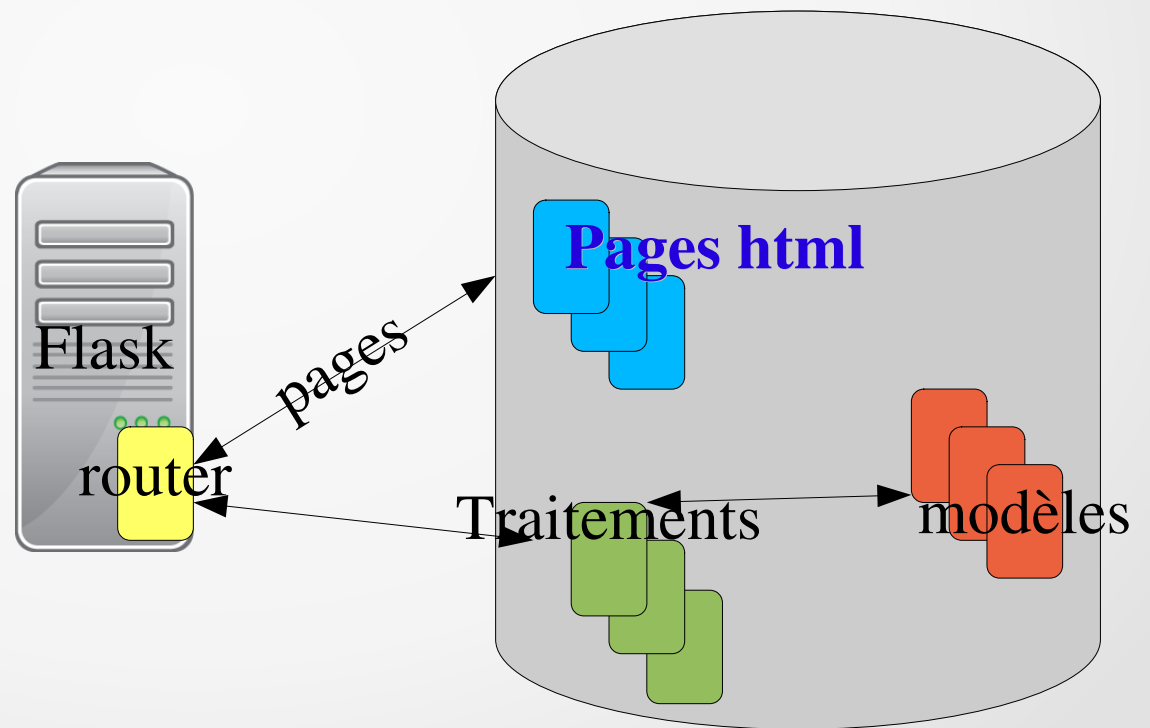 Pages html
Flask
pages
router
Traitements
modèles